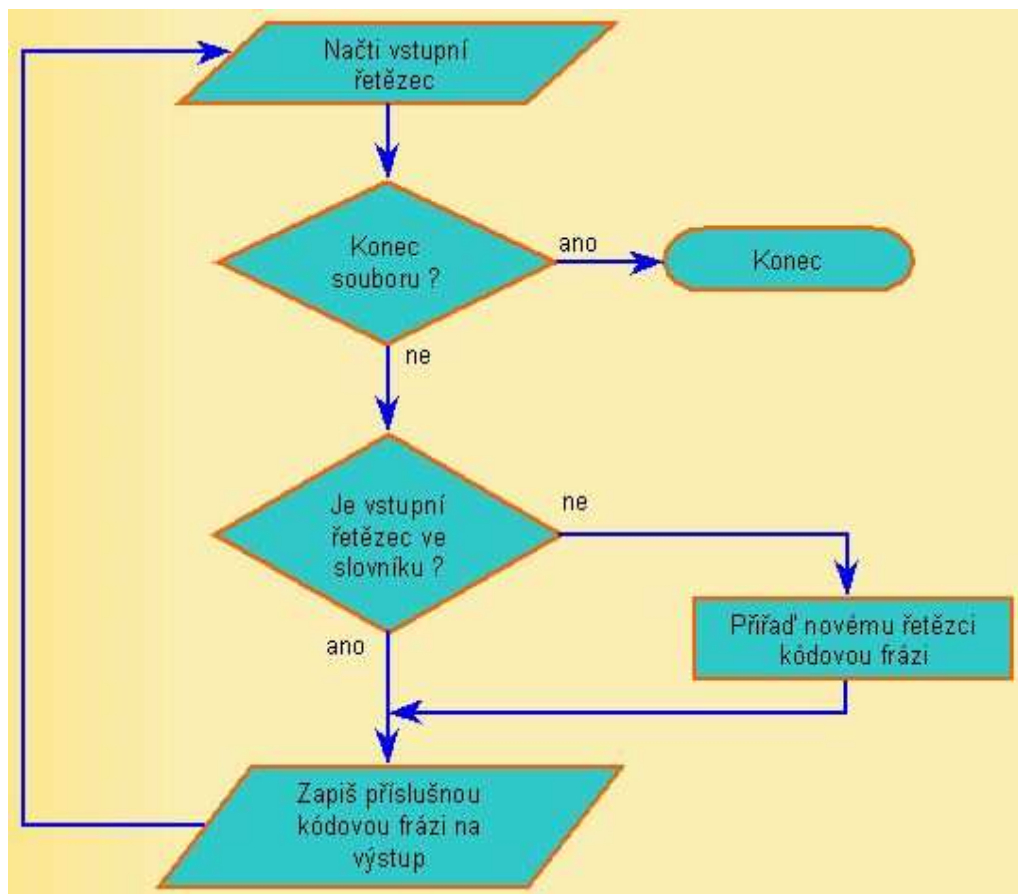 Načti vstupní
řetězec
Konec
souboru ?
ano
Konec
ne
Je vstupní
řetězec ve
slovníku ?
ne
ano
Přiřaď novému řetězci
kódovou frázi
Zapiš příslušnou
kódovou frázi na
výstup